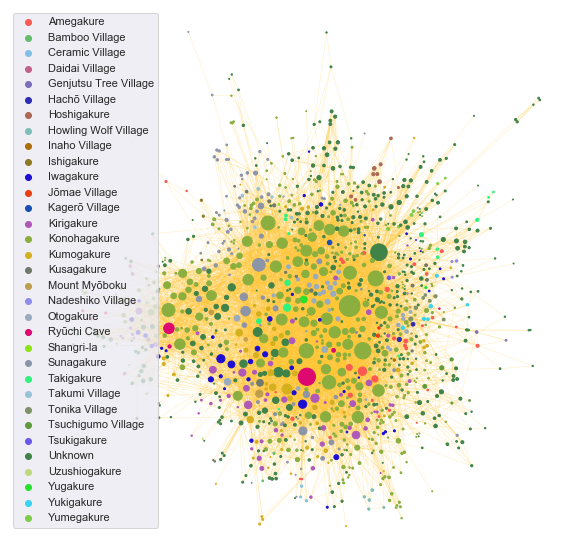 Amegakure
Bamboo Village
Ceramic Village
Daidai Village
Genjutsu Tree Village
Hachō Village
Hoshigakure
Howling Wolf Village
Inaho Village
Ishigakure
Iwagakure
Jōmae Village
Kagerō Village
Kirigakure
Konohagakure
Kumogakure
Kusagakure
Mount Myōboku
Nadeshiko Village
Otogakure
Ryūchi Cave
Shangri-la
Sunagakure
Takigakure
Takumi Village
Tonika Village
Tsuchigumo Village
Tsukigakure
Unknown
Uzushiogakure
Yugakure
Yukigakure
Yumegakure